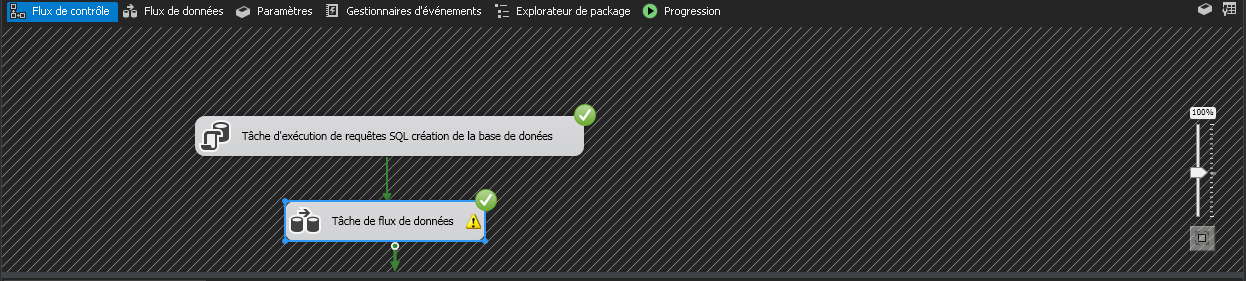 Flux de contrôle
Flux de données
Paramètres
Gestionnaires d'événements
Explorateur de package
Progression
100%
Tâche d'exécution de requêtes SQL création de la base de donées
Tâche de flux de données